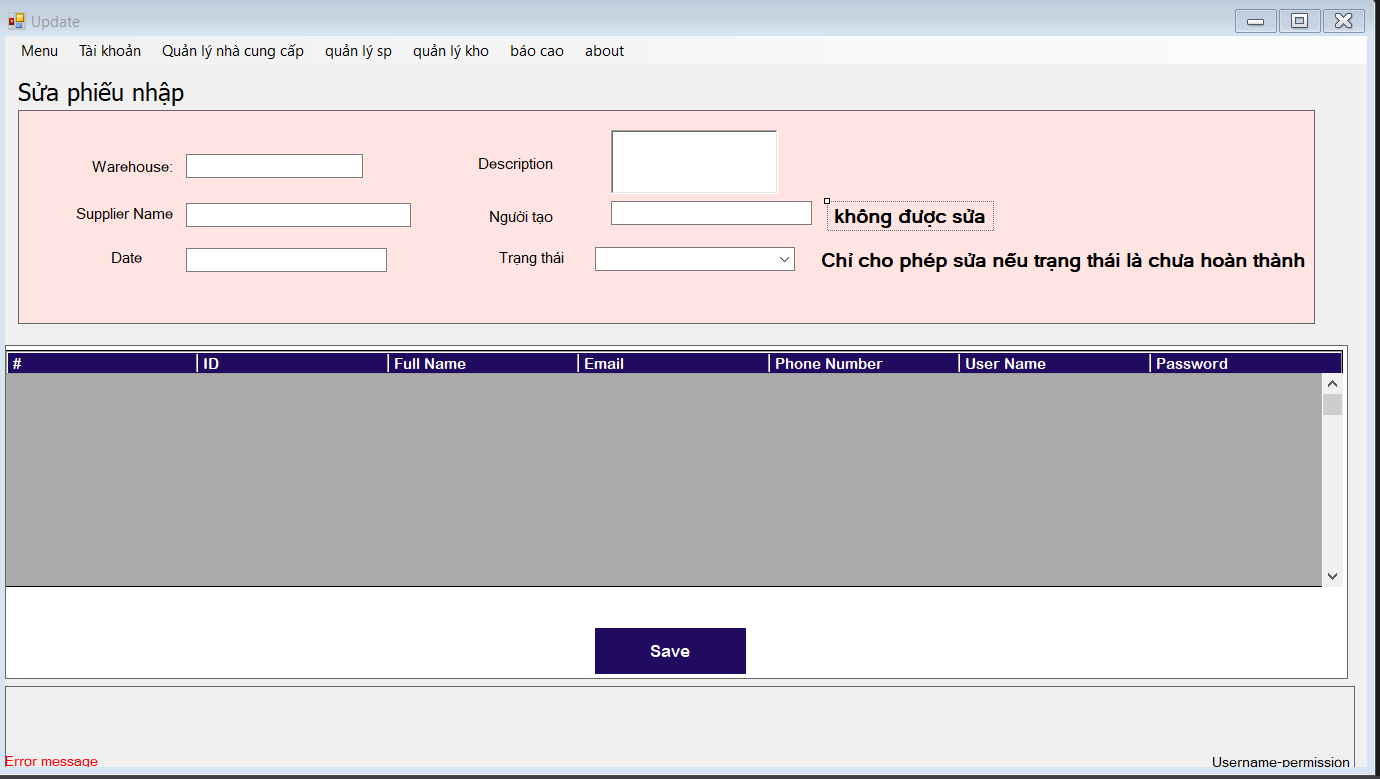 Update
Menu Tài khoản Quản lý nhà cung cấp quản lý sp quản lý kho báo cao about
Sửa phiếu nhập
Warehouse:
Description
Supplier Name
Người tạo
không được sửa
Date
Trạng thái
Chỉ cho phép sửa nếu trạng thái là chưa hoàn thành
# ID Full Name Email Phone Number User Name Password
Save
Error message
Username-permission